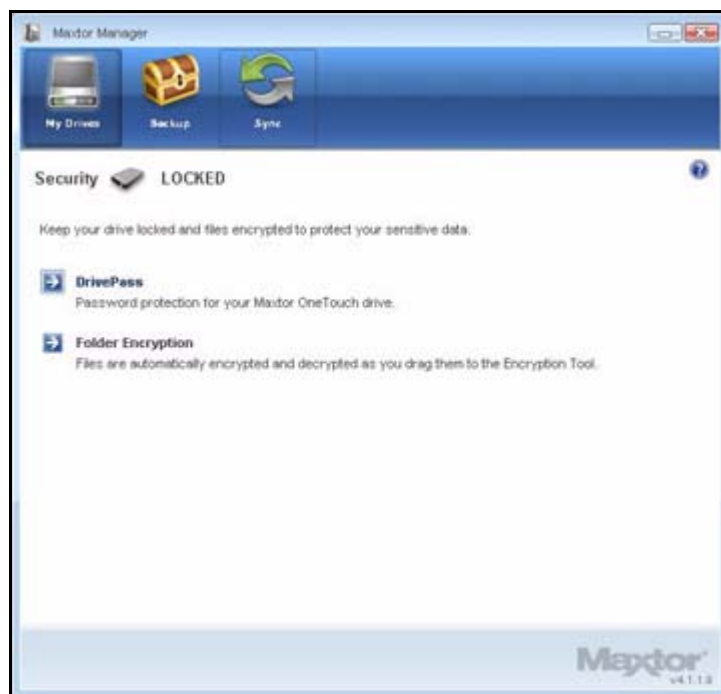 Maxtor Manager
My Drives
Backup
Sync
Security LOCKED
Keep your drive locked and files encrypted to protect your sensitive data.
DrivePass
Password protection for your Maxtor OneTouch drive.
Folder Encryption
Files are automatically encrypted and decrypted as you drag them to the Encryption Tool.
Maxtor